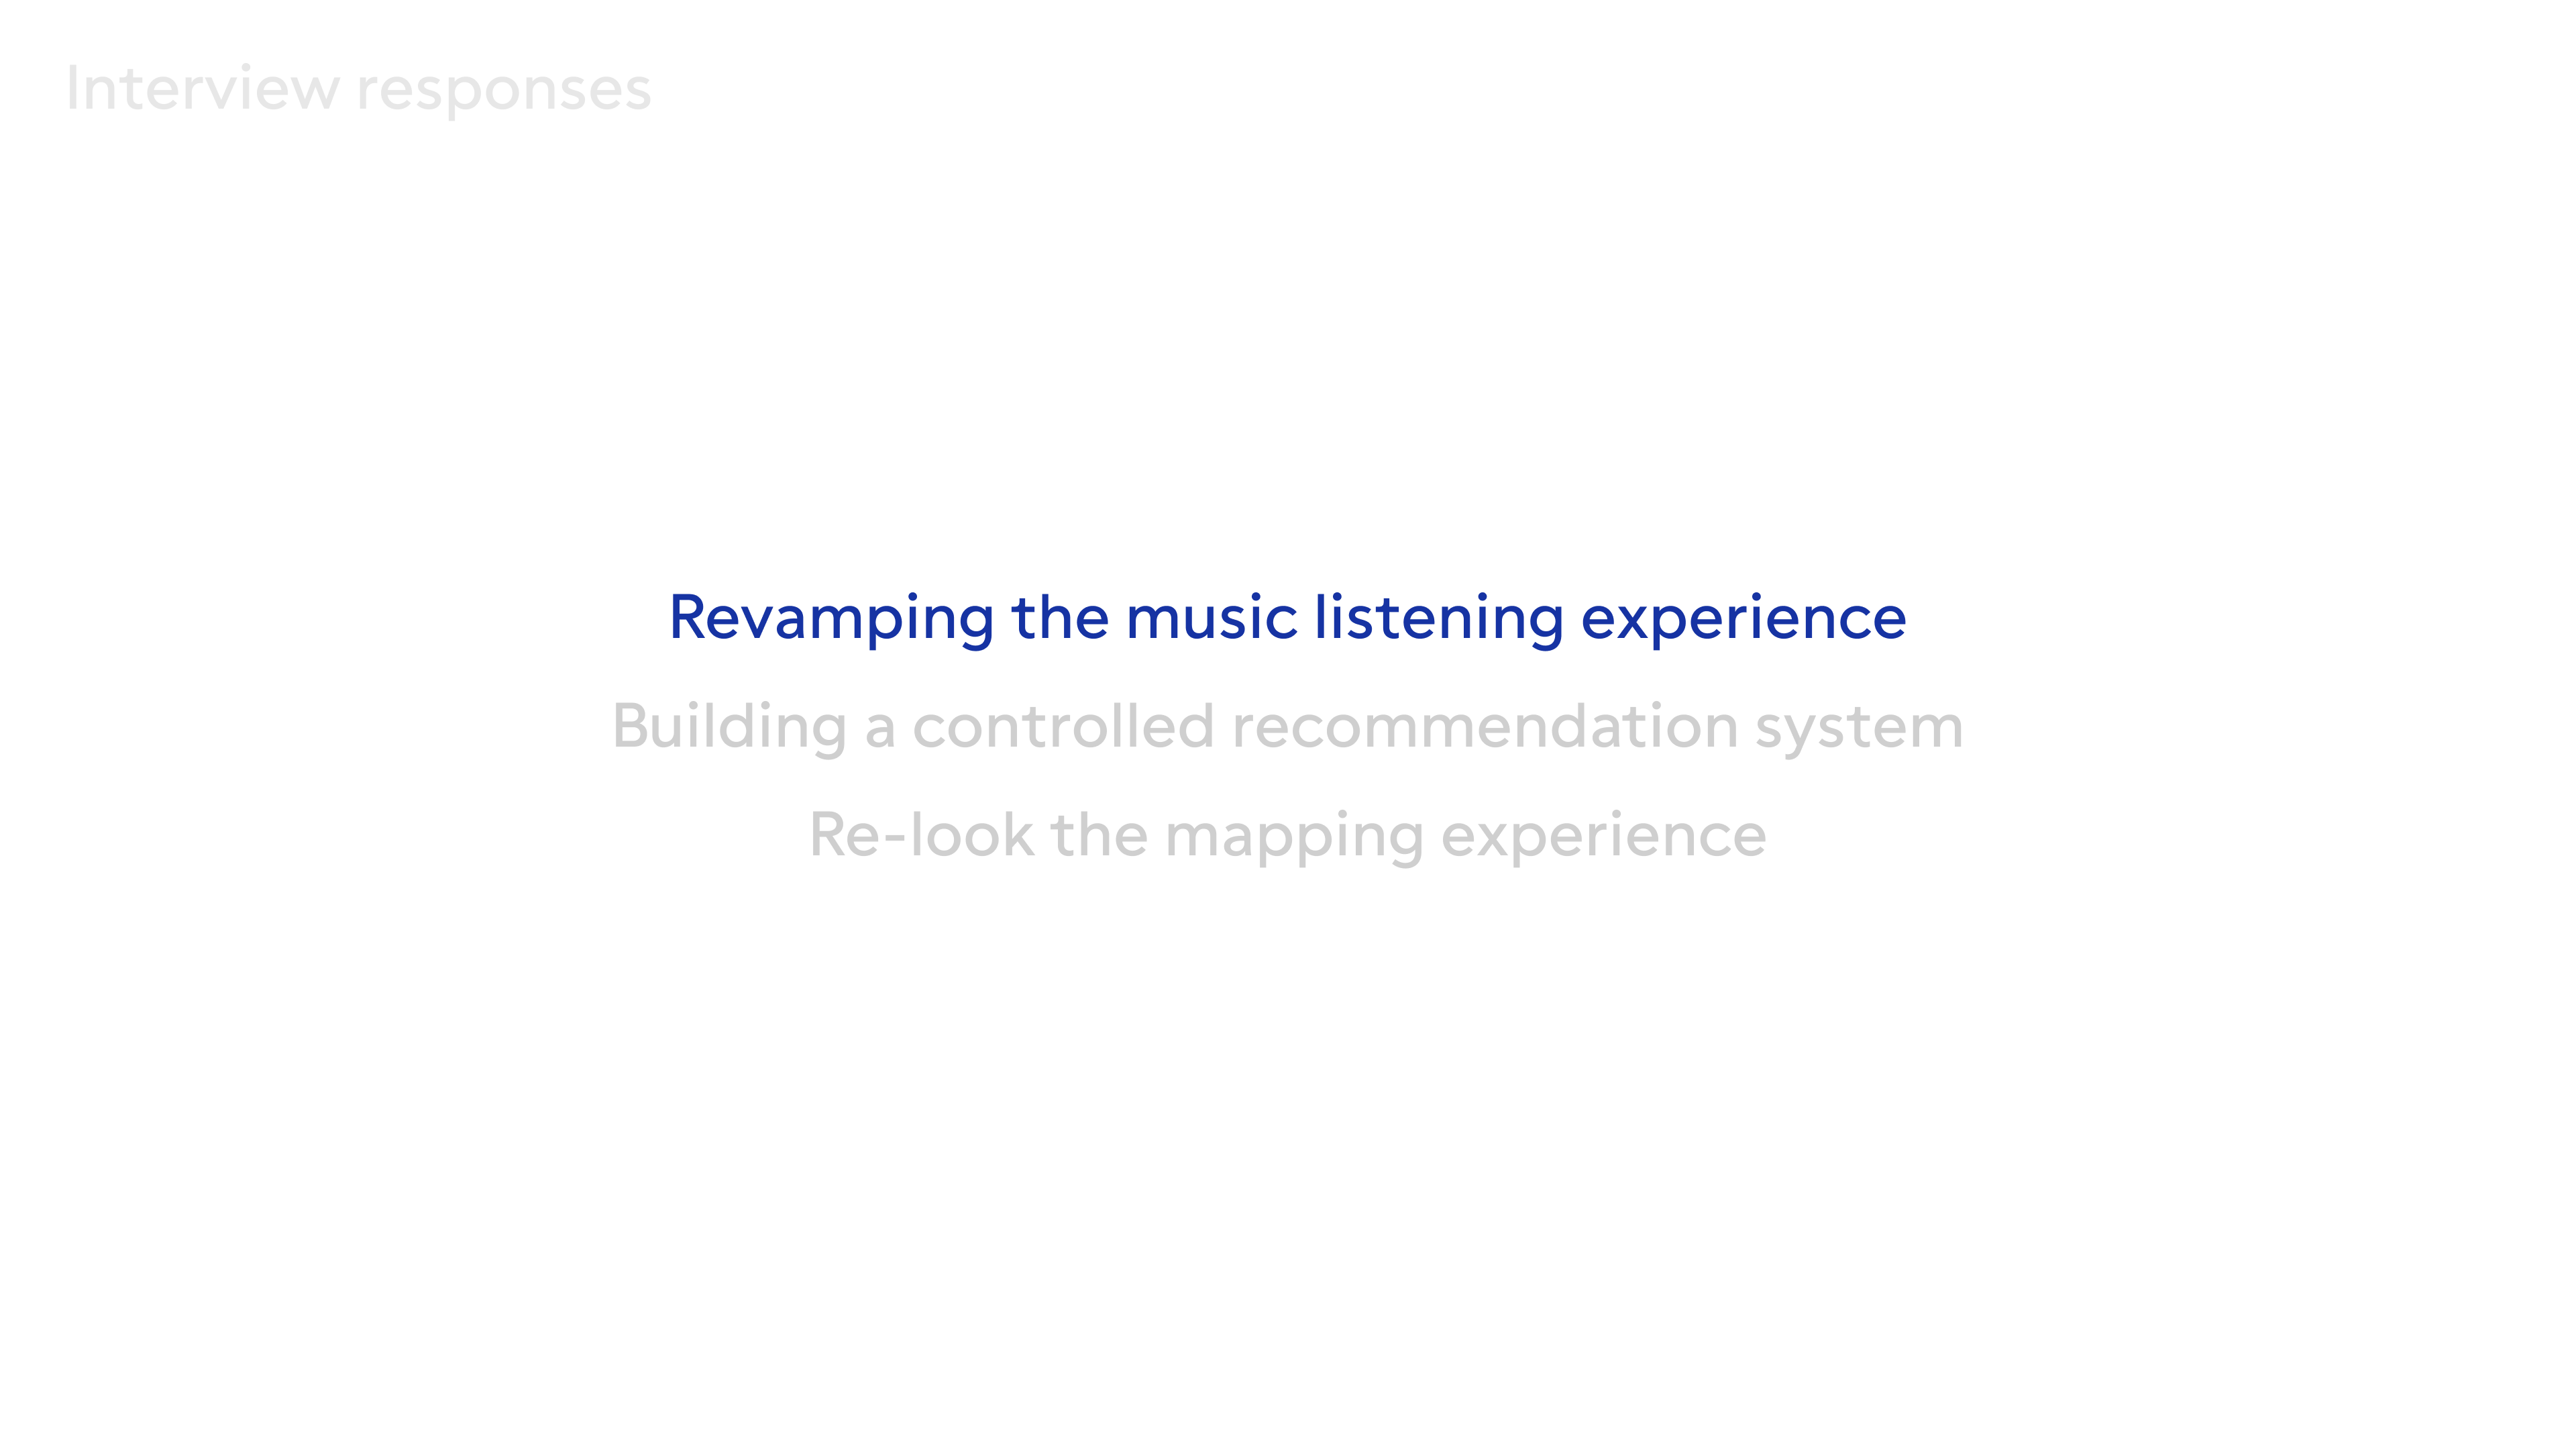 Interview responses
Revamping the music listening experience
Building a controlled recommendation system
Re-look the mapping experience